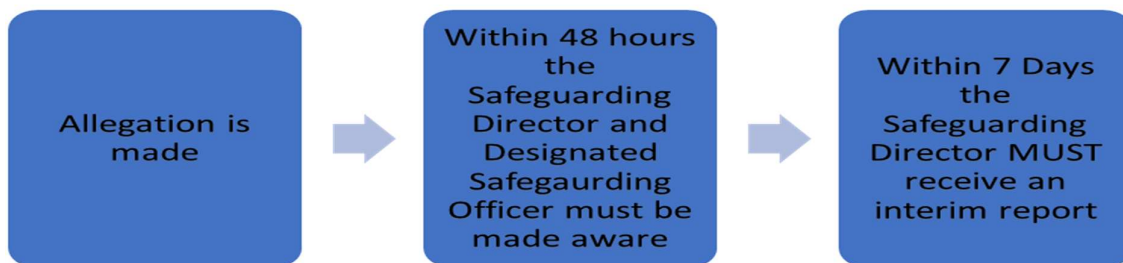 Allegation is
made
Within 48 hours
the
Safeguarding
Director and
Designated
Safegaurding
Officer must be
made aware
Within 7 Days
the
Safeguarding
Director MUST
receive an
interim report